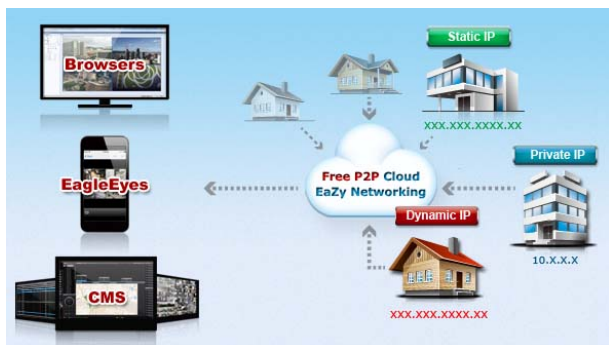 Browsers
EagleEyes
CMS
Free P2P Cloud
EaZy Networking
Static IP
XXX.XXX.XXXX.XX
Private IP
10.X.X.X
Dynamic IP
XXX.XXX.XXXX.XX